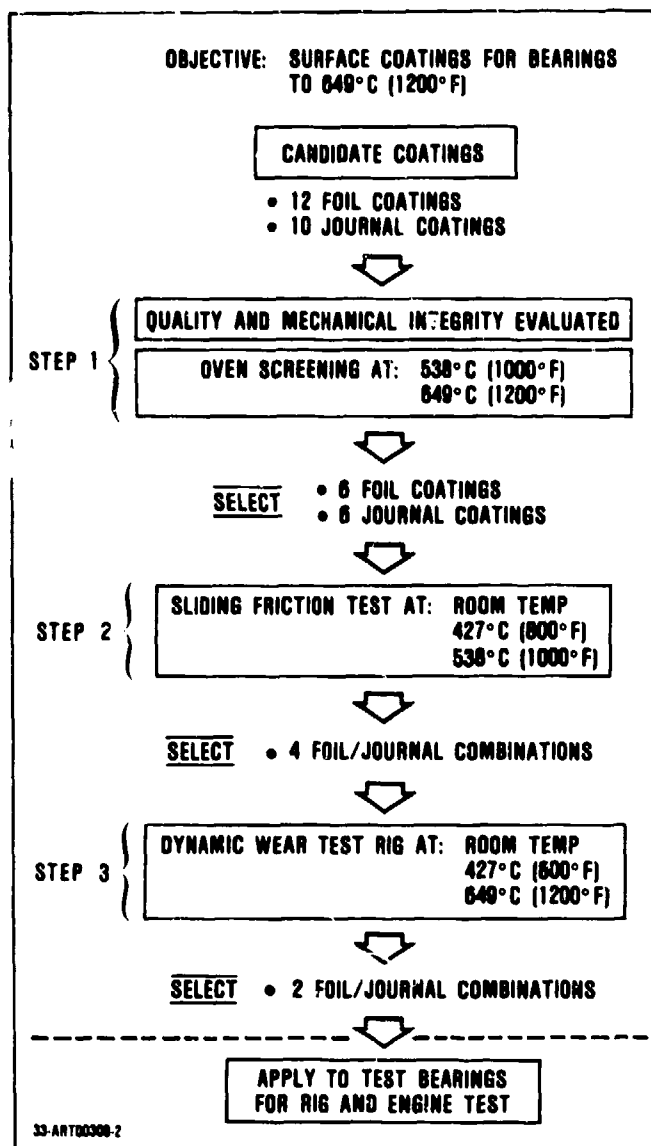 OBJECTIVE: SURFACE COATINGS FOR BEARINGS
TO 649°C (1200°F)
CANDIDATE COATINGS
• 12 FOIL COATINGS
• 10 JOURNAL COATINGS
STEP 1
QUALITY AND MECHANICAL INTEGRITY EVALUATED
OVEN SCREENING AT: 538°C (1000°F)
649°C (1200°F)
SELECT • 6 FOIL COATINGS
• 6 JOURNAL COATINGS
STEP 2
SLIDING FRICTION TEST AT: ROOM TEMP
427°C (800°F)
538°C (1000°F)
SELECT • 4 FOIL/JOURNAL COMBINATIONS
STEP 3
DYNAMIC WEAR TEST RIG AT: ROOM TEMP
427°C (800°F)
649°C (1200°F)
SELECT • 2 FOIL/JOURNAL COMBINATIONS
APPLY TO TEST BEARINGS
FOR RIG AND ENGINE TEST
33-ART00308-2